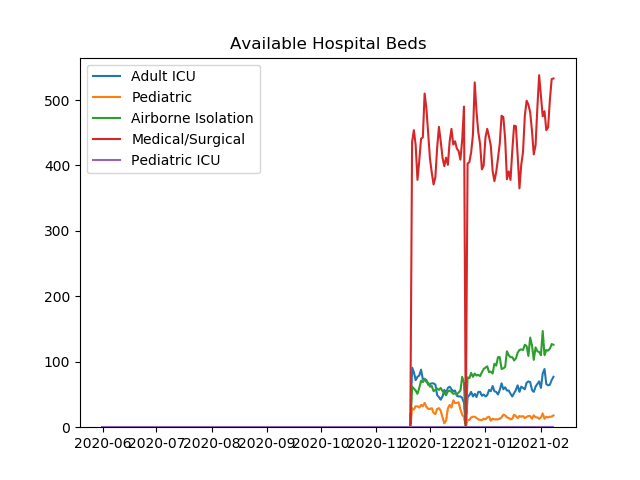 Available Hospital Beds
Adult ICU
Pediatric
Airborne Isolation
Medical/Surgical
Pediatric ICU
500
400
300
200
100
0
2020-06 2020-07 2020-08 2020-09 2020-10 2020-11 2020-12 2021-01 2021-02